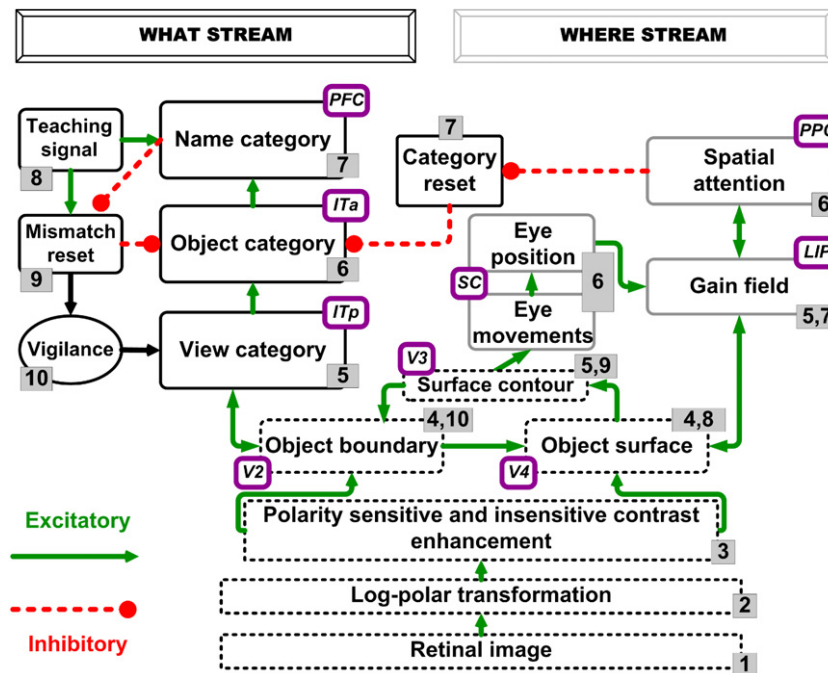 WHAT STREAM
WHERE STREAM
PFC
Teaching
signal
8
Name category
7
7
Category
reset
PPC
Spatial
attention
6
ITa
Mismatch
reset
9
Object category
6
Eye
position
SC
6
Eye
movements
LIP
Gain field
5,7
ITp
Vigilance
10
View category
5
V3
5,9
Surface contour
4,10
Object boundary
V2
4,8
Object surface
V4
Excitatory
Polarity sensitive and insensitive contrast
enhancement
3
Log-polar transformation
2
Inhibitory
Retinal image
1